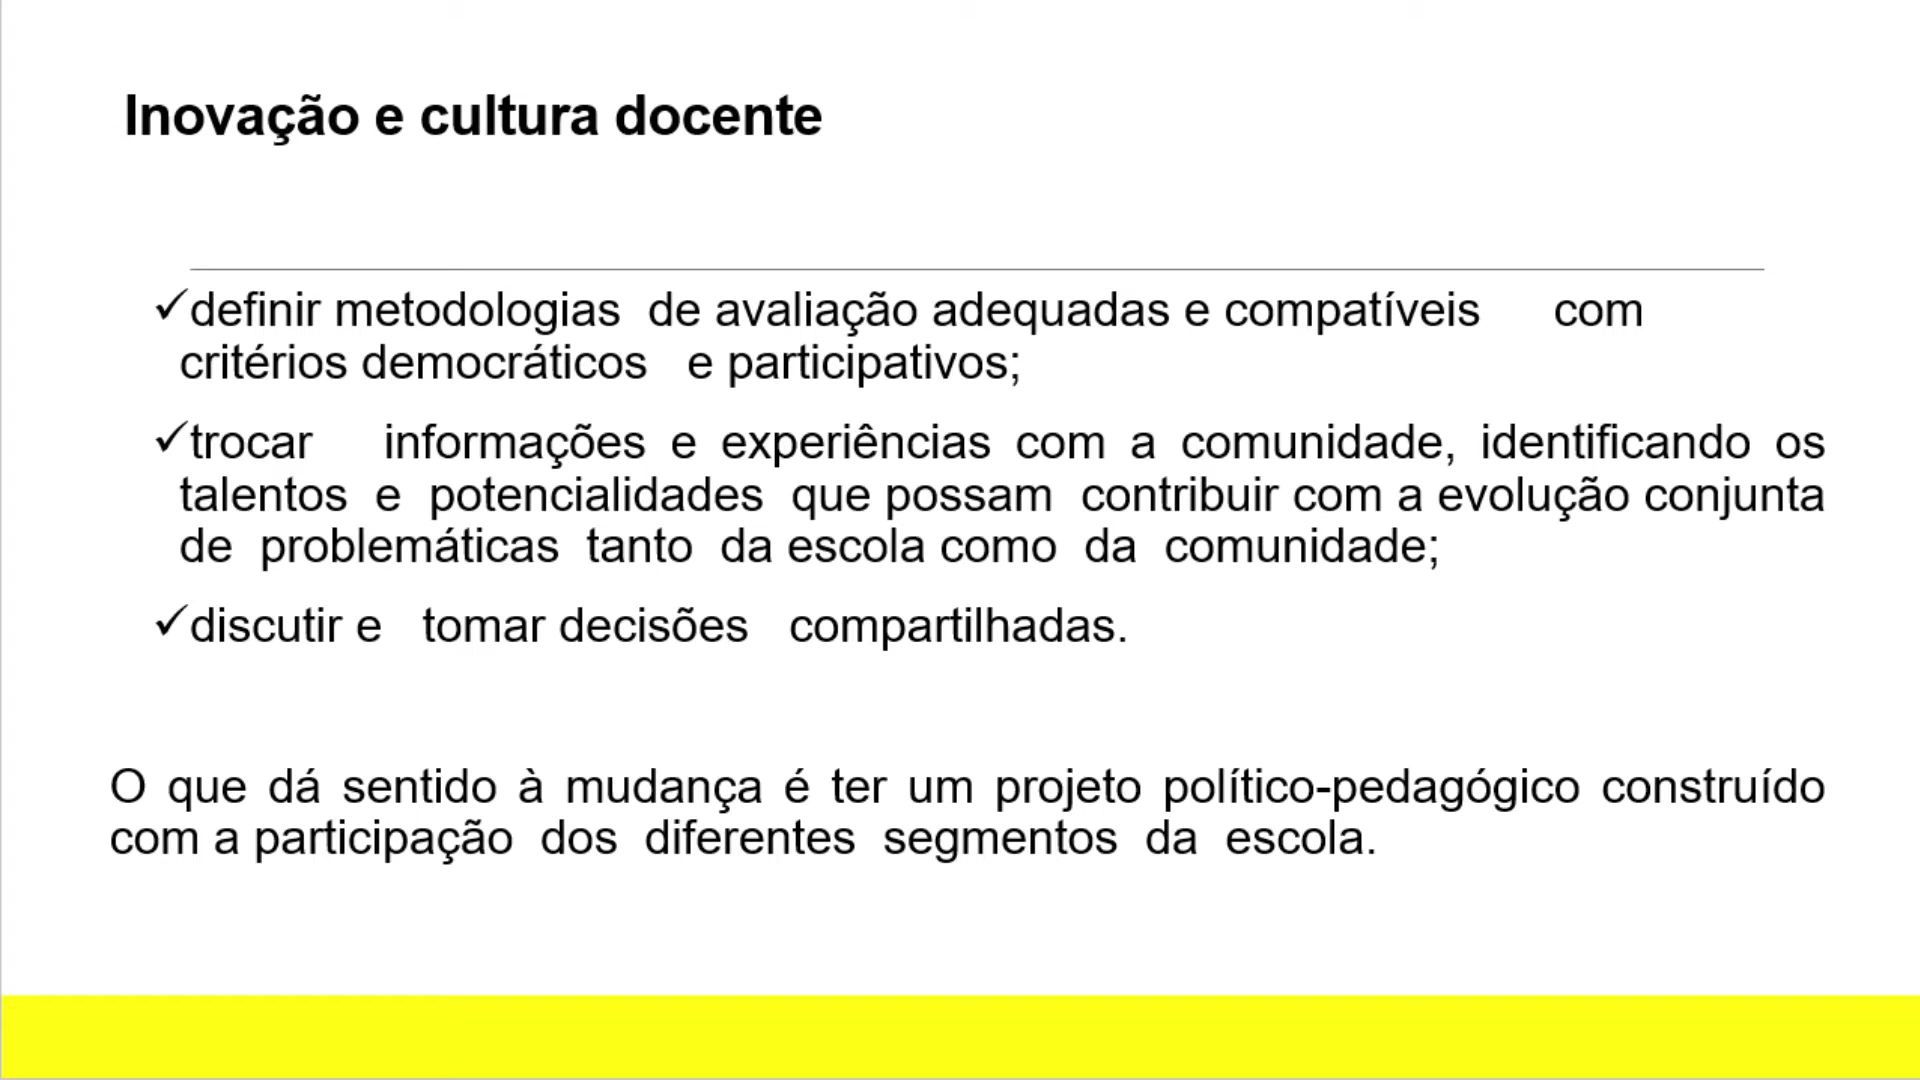 Inovação e cultura docente
✓definir metodologias de avaliação adequadas e compatíveis com
critérios democráticos e participativos;
✓trocar informações e experiências com a comunidade, identificando os
talentos e potencialidades que possam contribuir com a evolução conjunta
de problemáticas tanto da escola como da comunidade;
✓discutir e tomar decisões compartilhadas.
O que dá sentido à mudança é ter um projeto político-pedagógico construído
com a participação dos diferentes segmentos da escola.